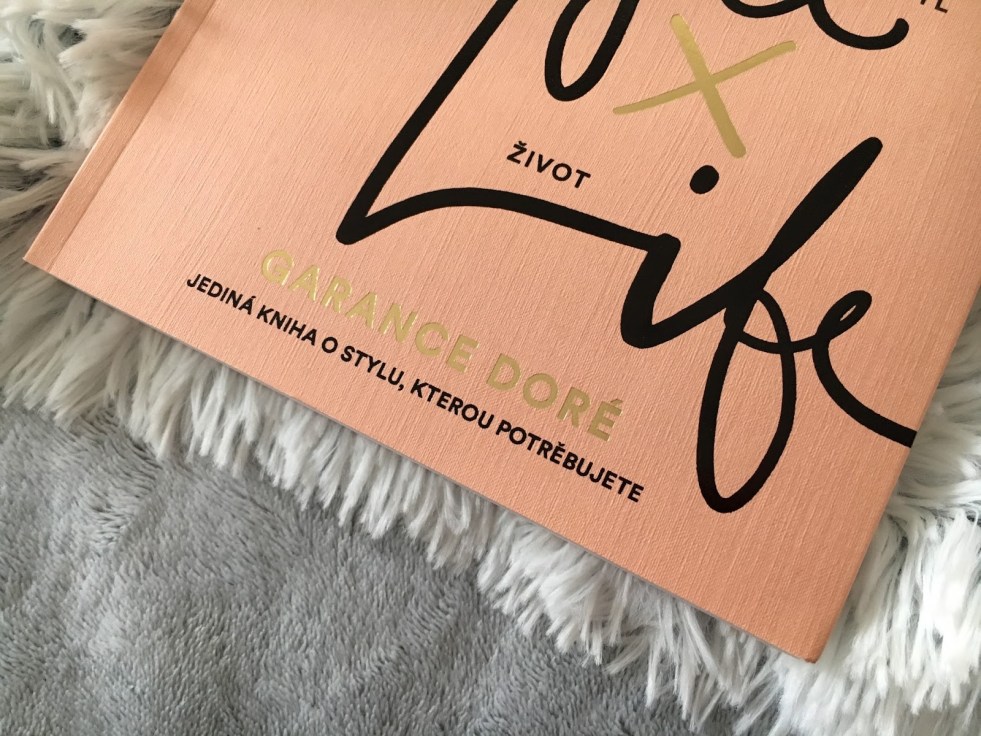 ŽIVOT
Life
GARANCE DORÉ
JEDINÁ KNIHA O STYLU, KTEROU POTŘEBUJETE